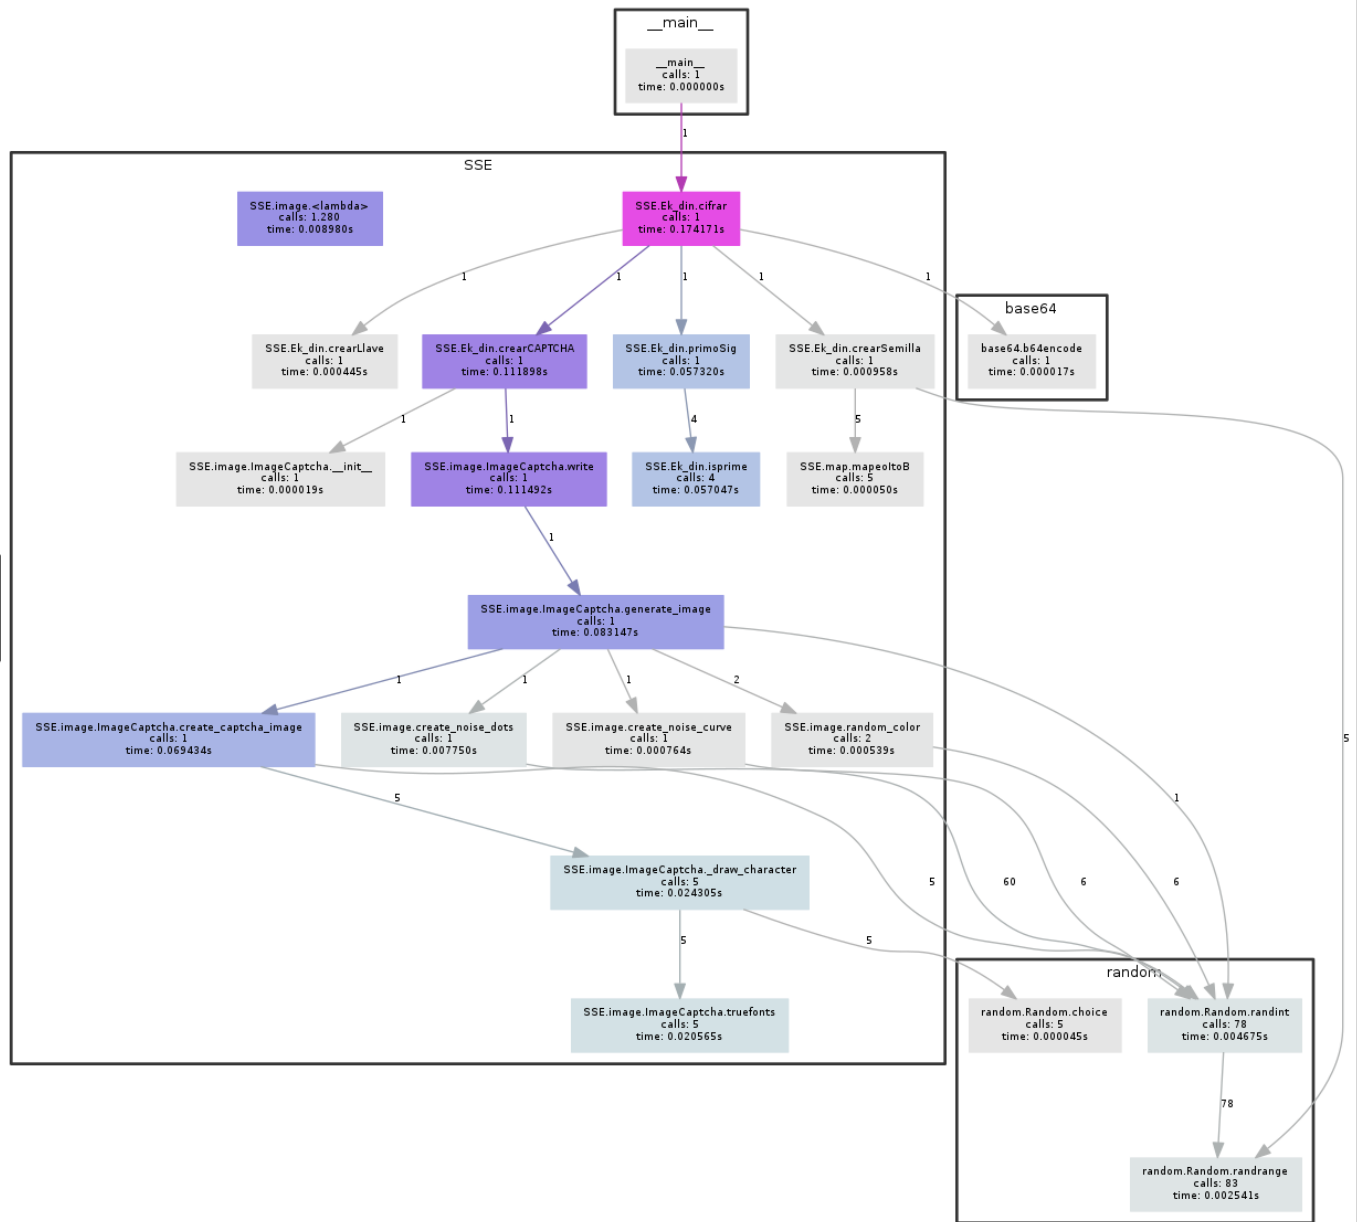 __main__
__main__
calls: 1
time: 0.000000s
1
SSE
SSE.image.<lambda>
calls: 1.280
time: 0.008980s
SSE.Ek_din.cifrar
calls: 1
time: 0.174171s
1
1
1
1
1
base64
SSE.Ek_din.crearLlave
calls: 1
time: 0.000445s
SSE.Ek_din.crearCAPTCHA
calls: 1
time: 0.111898s
SSE.Ek_din.primoSig
calls: 1
time: 0.057320s
SSE.Ek_din.crearSemilla
calls: 1
time: 0.000958s
base64.b64encode
calls: 1
time: 0.000017s
1
1
4
5
SSE.image.ImageCaptcha.__init__
calls: 1
time: 0.000019s
SSE.image.ImageCaptcha.write
calls: 1
time: 0.111492s
SSE.Ek_din.isprime
calls: 4
time: 0.057047s
SSE.map.mapeoItoB
calls: 5
time: 0.000050s
1
SSE.image.ImageCaptcha.generate_image
calls: 1
time: 0.083147s
1
1
1
2
SSE.image.ImageCaptcha.create_captcha_image
calls: 1
time: 0.069434s
SSE.image.create_noise_dots
calls: 1
time: 0.007750s
SSE.image.create_noise_curve
calls: 1
time: 0.000764s
SSE.image.random_color
calls: 2
time: 0.000539s
5
5
1
SSE.image.ImageCaptcha._draw_character
calls: 5
time: 0.024305s
5
60
6
6
5
5
random
SSE.image.ImageCaptcha.truefonts
calls: 5
time: 0.020565s
random.Random.choice
calls: 5
time: 0.000045s
random.Random.randint
calls: 78
time: 0.004675s
78
random.Random.randrange
calls: 83
time: 0.002541s